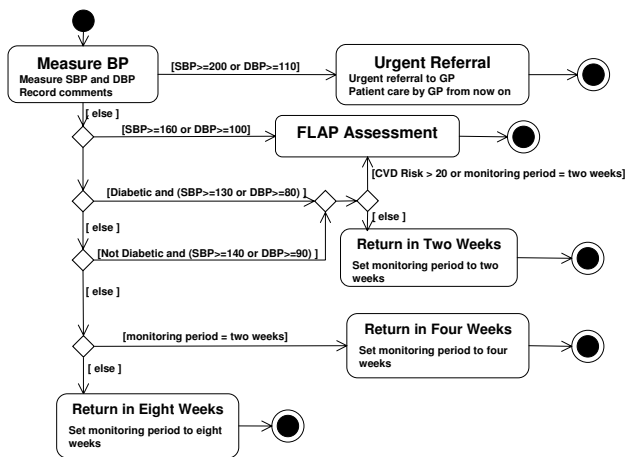 Measure BP
Measure SBP and DBP
Record comments
[SBP>=200 or DBP>=110]
Urgent Referral
Urgent referral to GP
Patient care by GP from now on
[ else ]
[SBP>=160 or DBP>=100]
FLAP Assessment
[CVD Risk > 20 or monitoring period = two weeks]
[Diabetic and (SBP>=130 or DBP>=80) ]
[ else ]
[ else ]
[Not Diabetic and (SBP>=140 or DBP>=90) ]
Return in Two Weeks
Set monitoring period to two
weeks
[ else ]
[monitoring period = two weeks]
Return in Four Weeks
Set monitoring period to four
weeks
[ else ]
Return in Eight Weeks
Set monitoring period to eight
weeks